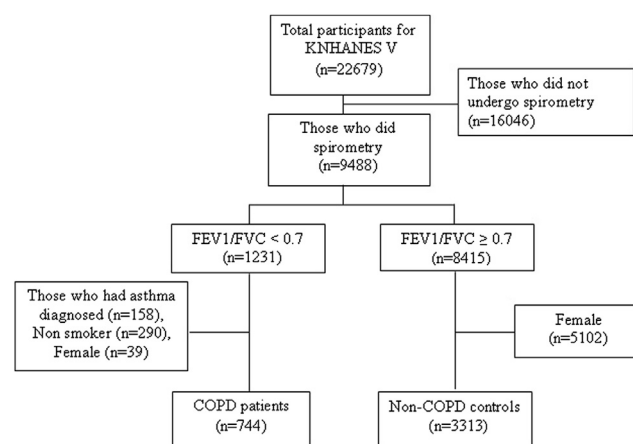 Total participants for
KNHANES V
(n=22679)
Those who did not
undergo spirometry
(n=16046)
Those who did
spirometry
(n=9488)
FEV1/FVC < 0.7
(n=1231)
FEV1/FVC ≥ 0.7
(n=8415)
Those who had asthma
diagnosed (n=158),
Non smoker (n=290),
Female (n=39)
Female
(n=5102)
COPD patients
(n=744)
Non-COPD controls
(n=3313)